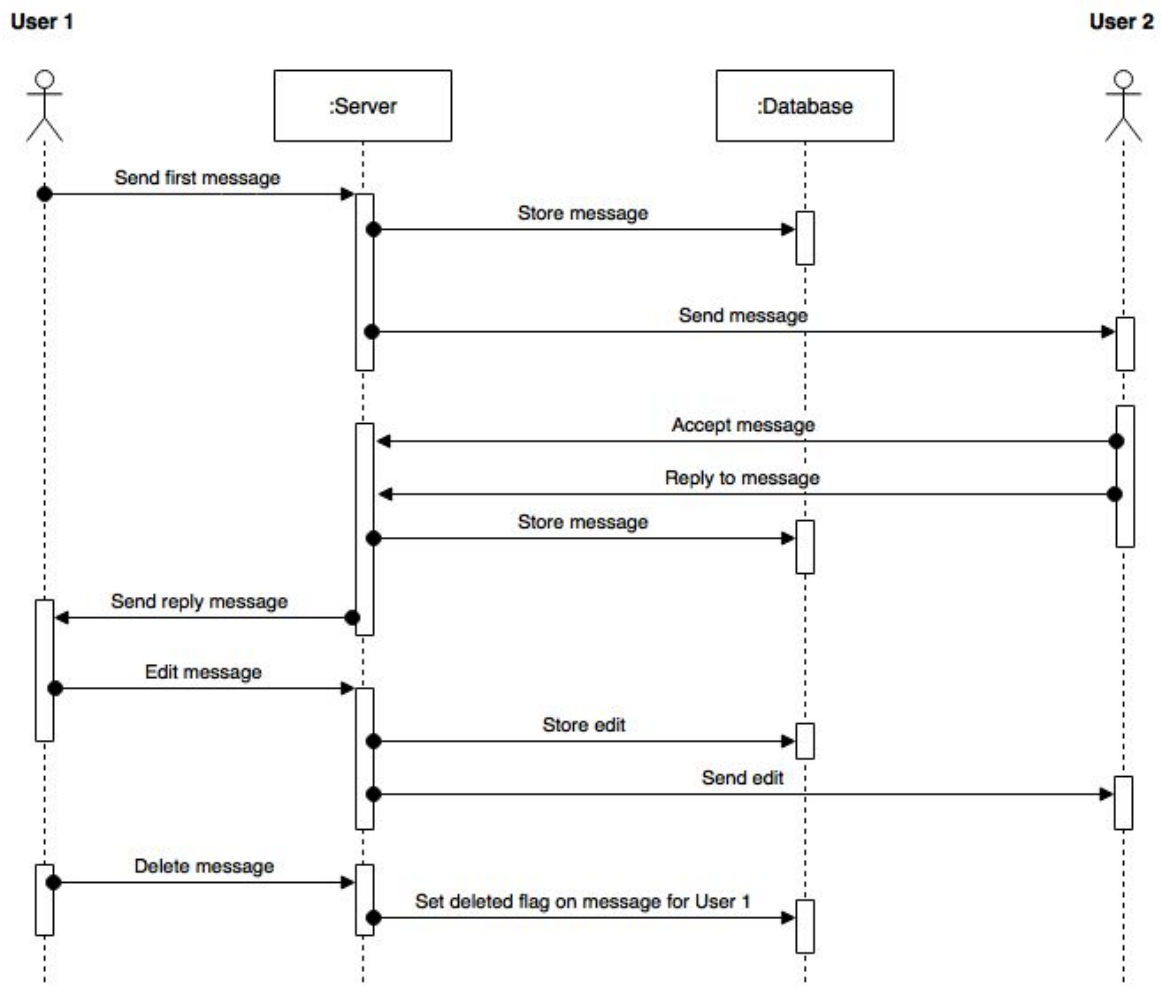 User 1
User 2
:Server
:Database
Send first message
Store message
Send message
Accept message
Reply to message
Store message
Send reply message
Edit message
Store edit
Send edit
Delete message
Set deleted flag on message for User 1